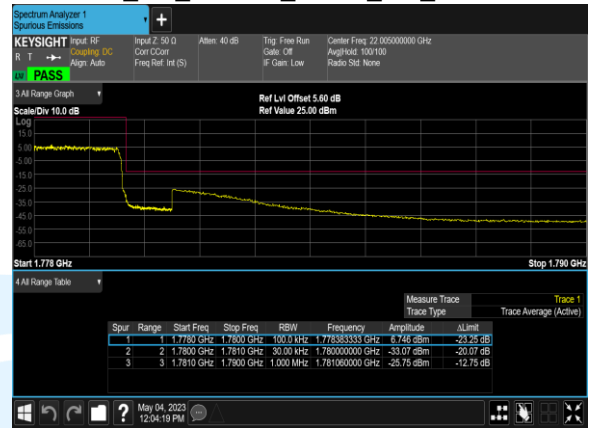 Spectrum Analyzer 1
Spurious Emissions
KEYSIGHT Input: RF Input Z: 50 Ω Atten: 40 dB Trig: Free Run Center Freq: 22.005000000 GHz
R T Coupling: DC Corr CCorr Gate: Off Avg|Hold: 100/100
Align: Auto Freq Ref: Int (S) IF Gain: Low Radio Std: None
PASS
3 All Range Graph
Ref Lvl Offset 5.60 dB
Scale/Div 10.0 dB Ref Value 25.00 dBm
Log
15.0
5.00
-5.00
-15.0
-25.0
-35.0
-45.0
-55.0
-65.0
Start 1.778 GHz Stop 1.790 GHz
4 All Range Table
Measure Trace Trace 1
Trace Type Trace Average (Active)
Spur Range Start Freq Stop Freq RBW Frequency Amplitude ΔLimit
1 1 1.7780 GHz 1.7800 GHz 100.0 kHz 1.778383333 GHz 6.746 dBm -23.25 dB
2 2 1.7800 GHz 1.7810 GHz 30.00 kHz 1.780000000 GHz -33.07 dBm -20.07 dB
3 3 1.7810 GHz 1.7900 GHz 1.000 MHz 1.781060000 GHz -25.75 dBm -12.75 dB
? May 04, 2023
12:04:19 PM